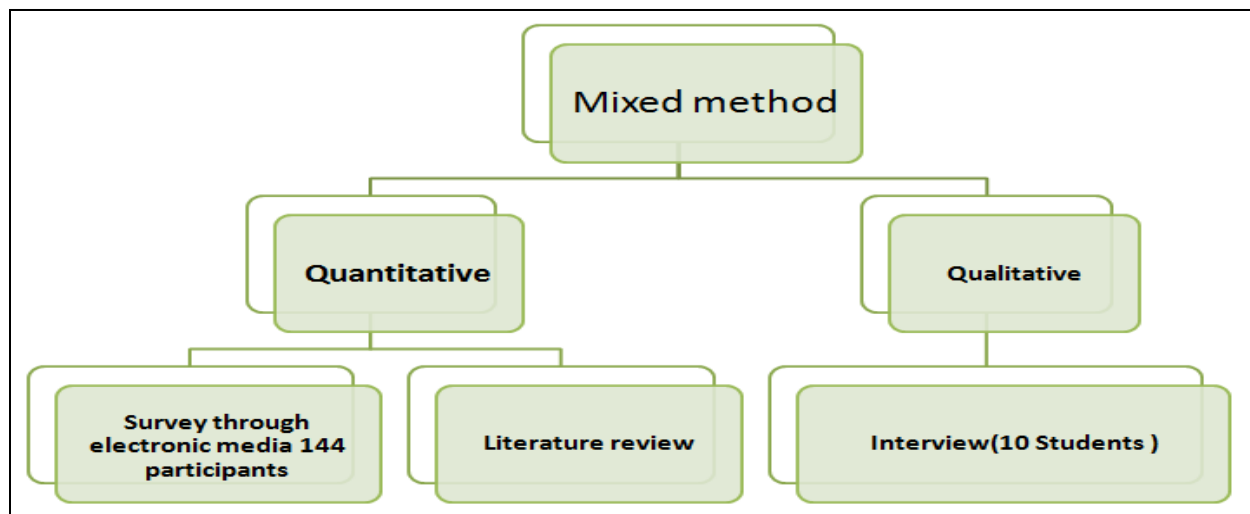 Mixed method
Quantitative
Qualitative
Survey through
electronic media 144
participants
Literature review
Interview(10 Students )